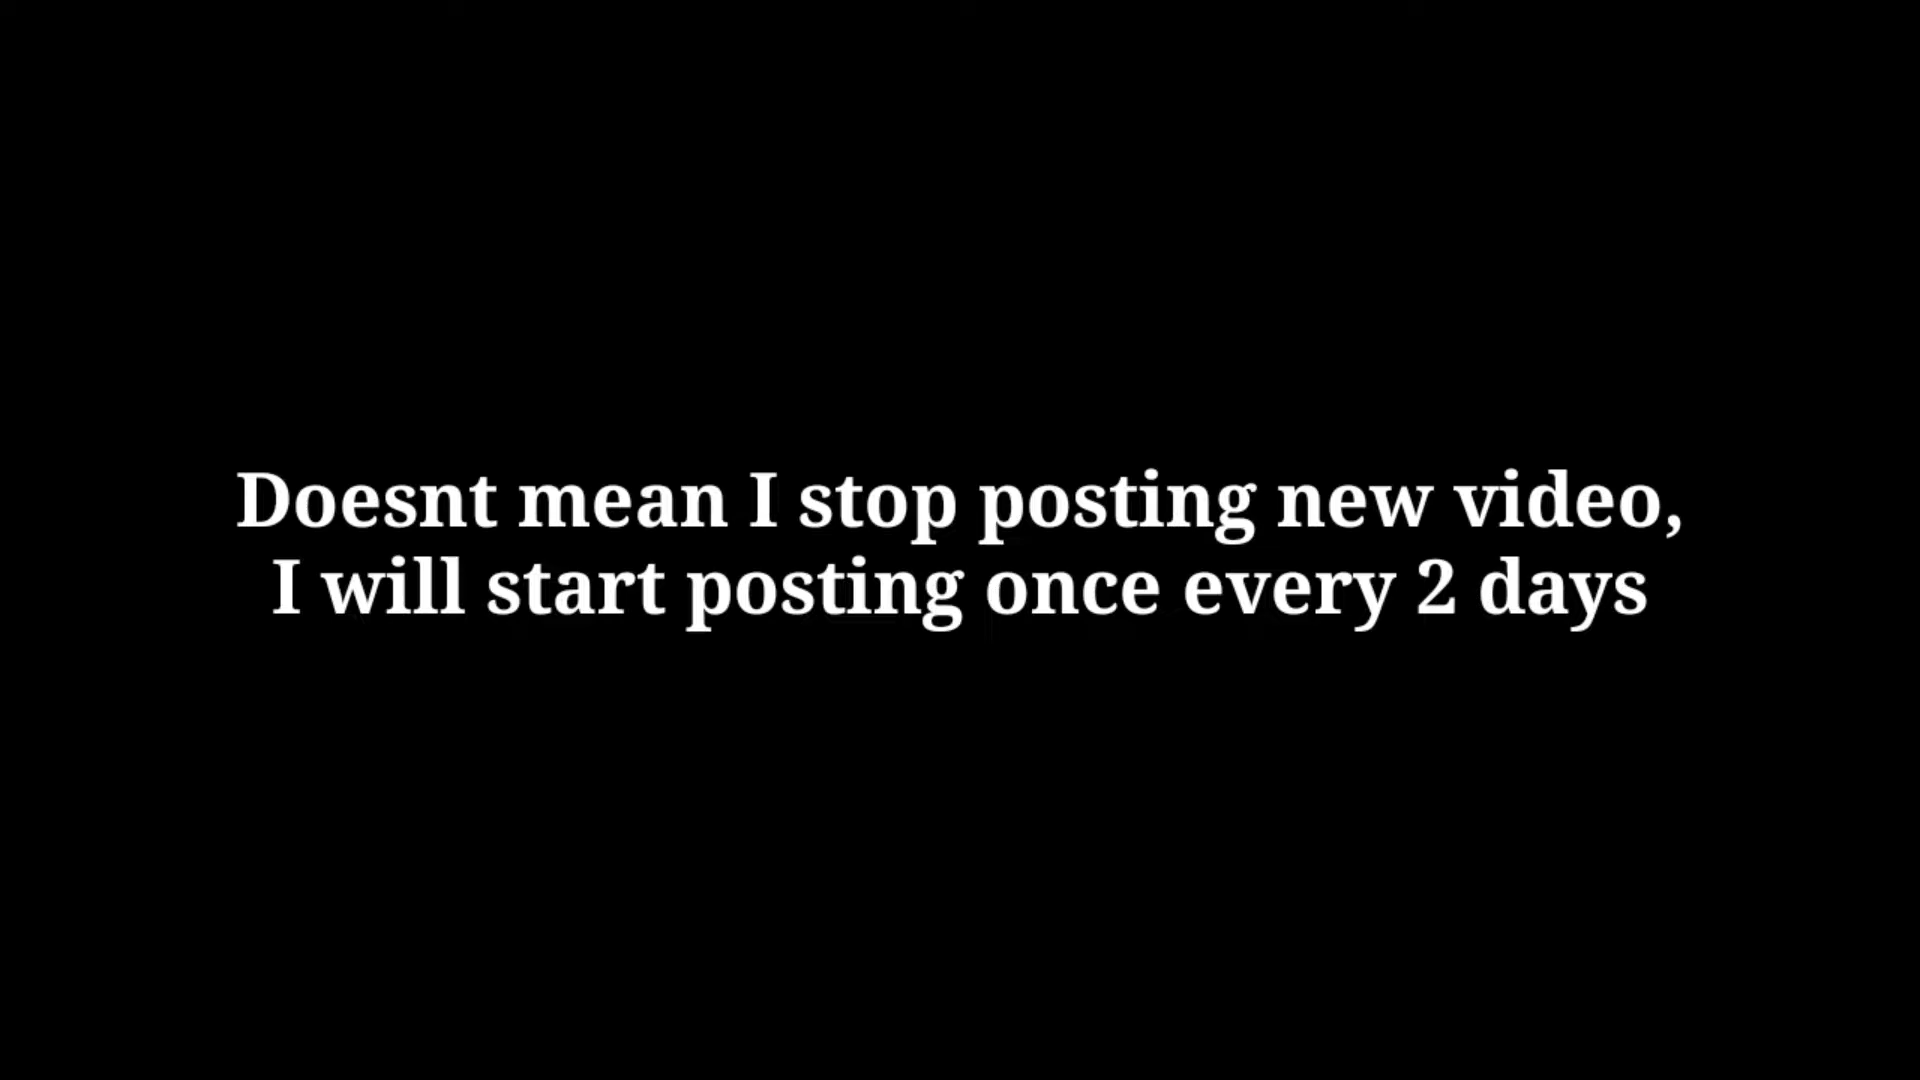 Doesnt mean I stop posting new video,
I will start posting once every 2 days